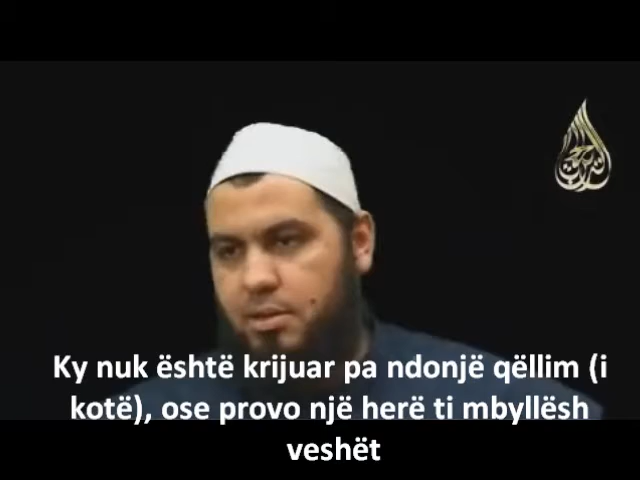 Ky nuk është krijuar pa ndonjë qëllim (i
kotë), ose provo një herë ti mbyllësh
veshët